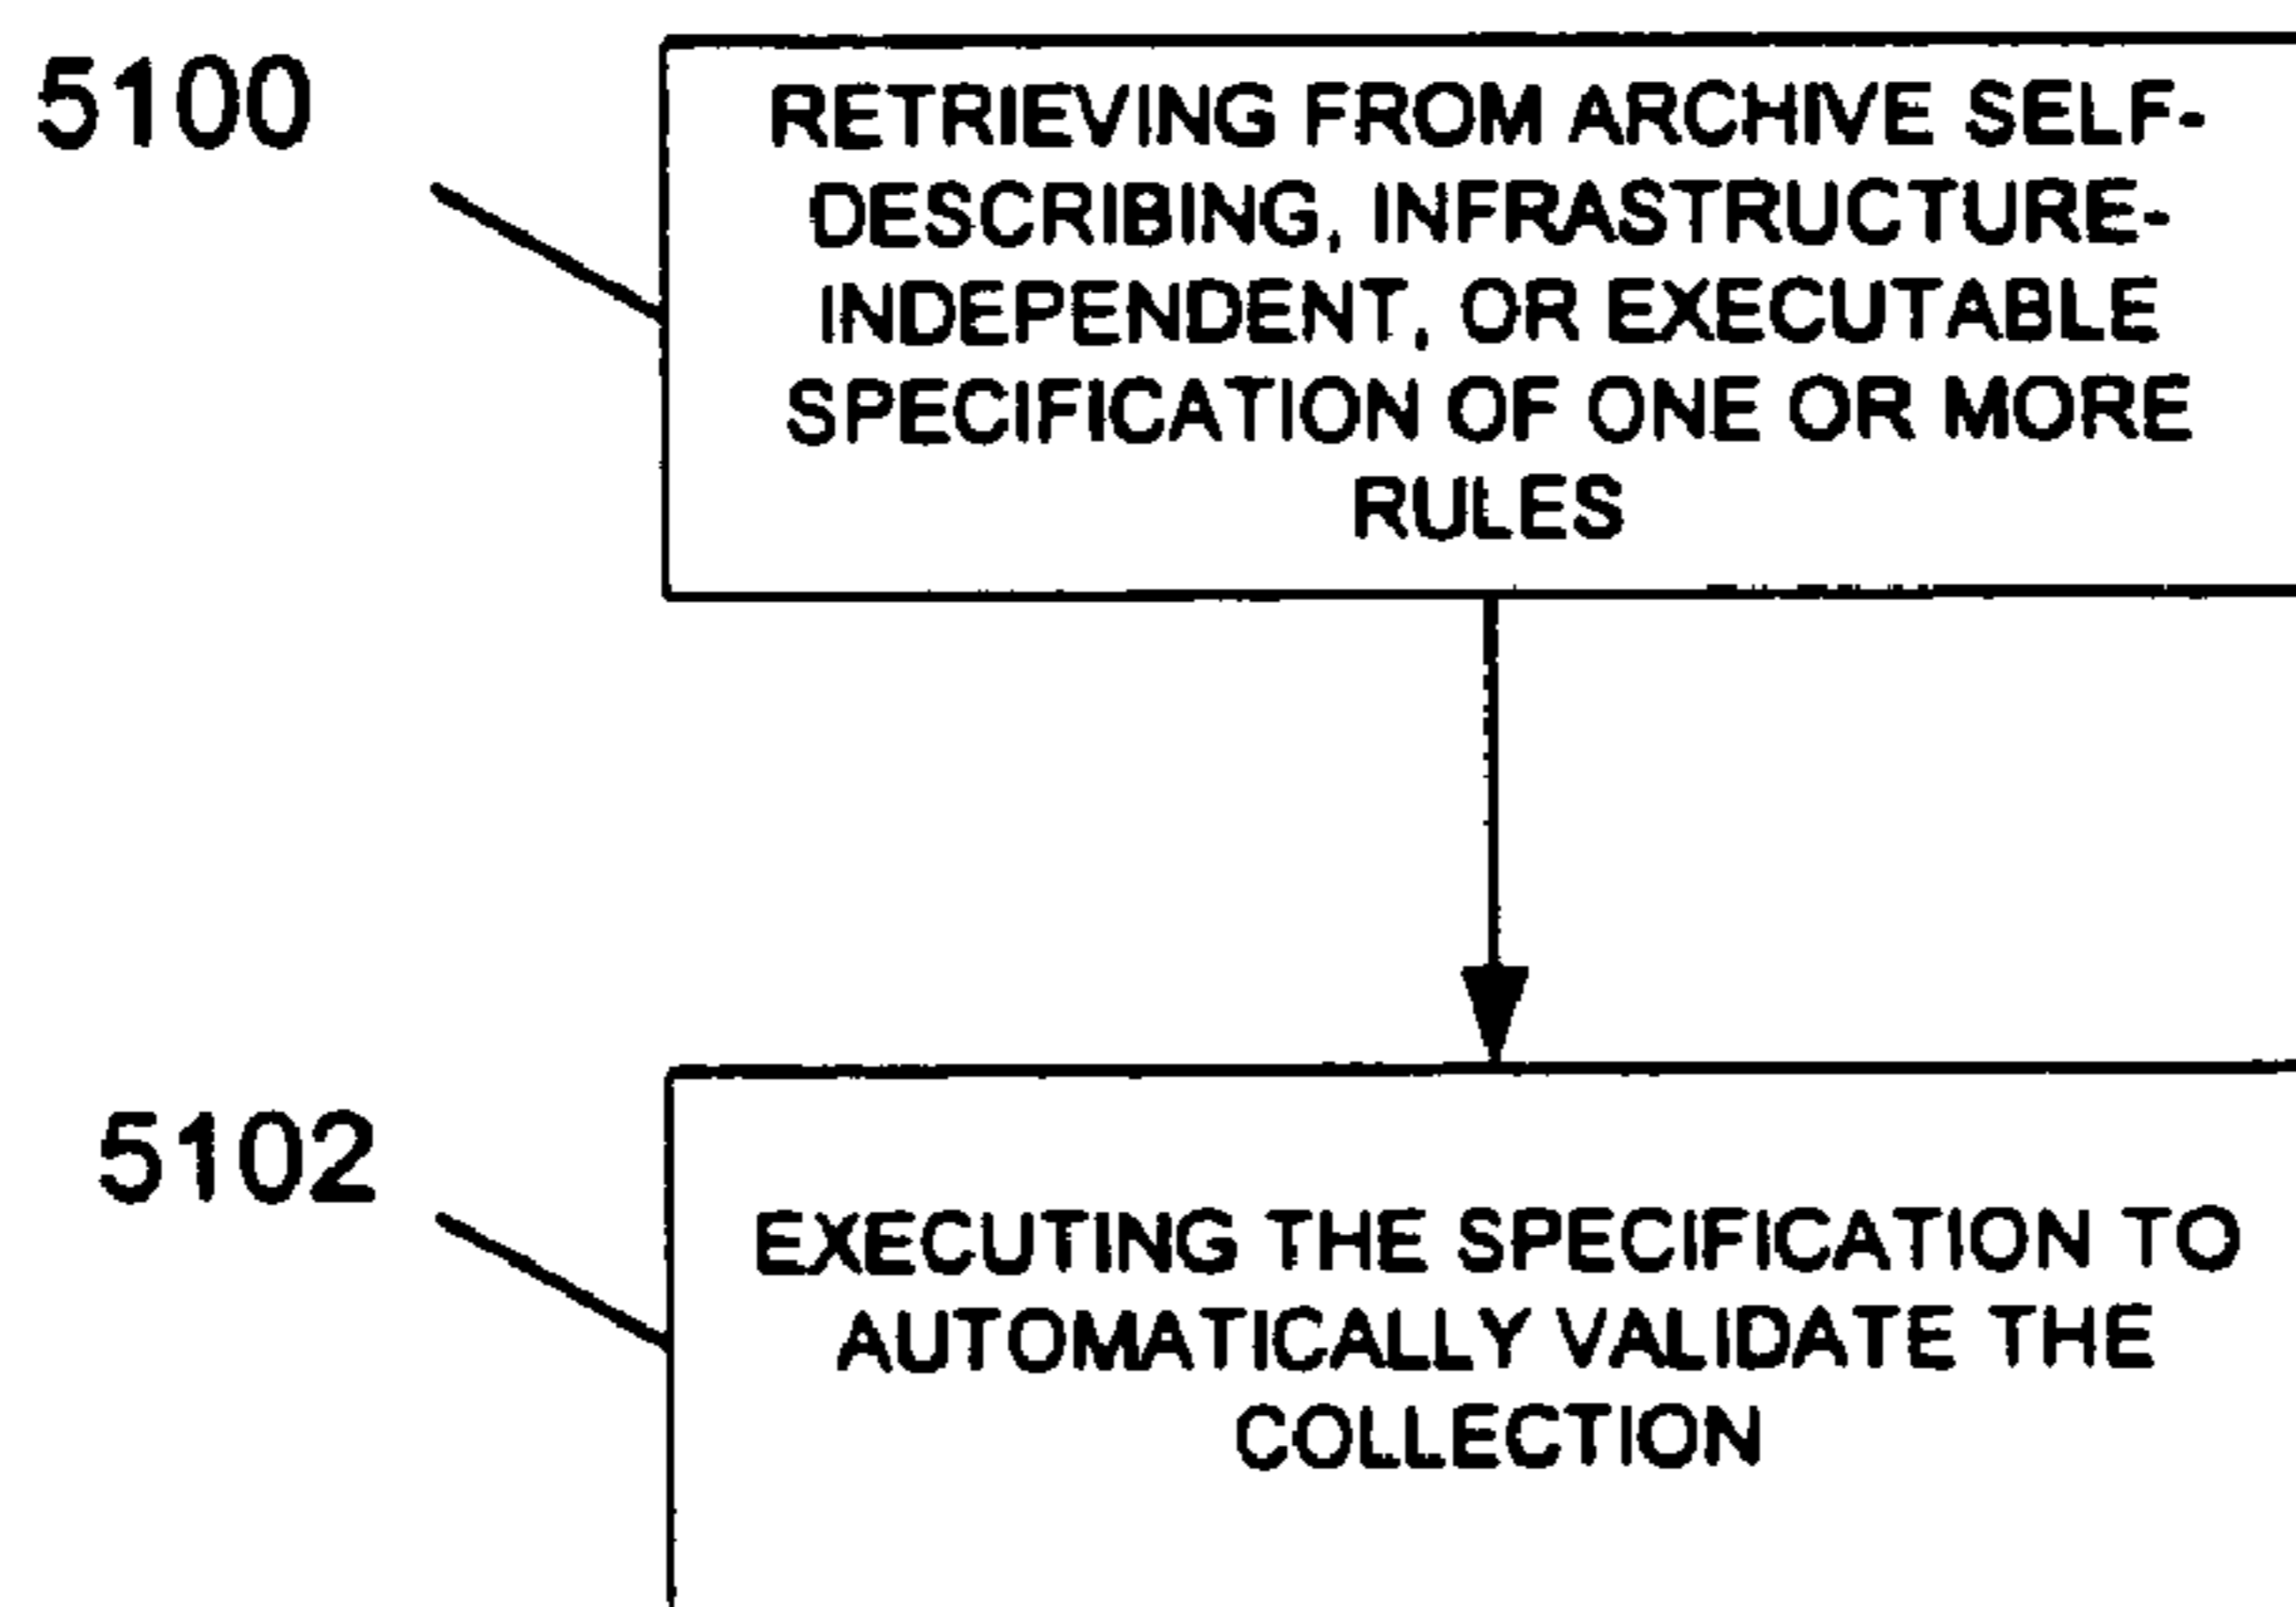 5100
RETRIEVING FROM ARCHIVE SELF-
DESCRIBING, INFRASTRUCTURE-
INDEPENDENT, OR EXECUTABLE
SPECIFICATION OF ONE OR MORE
RULES
5102
EXECUTING THE SPECIFICATION TO
AUTOMATICALLY VALIDATE THE
COLLECTION